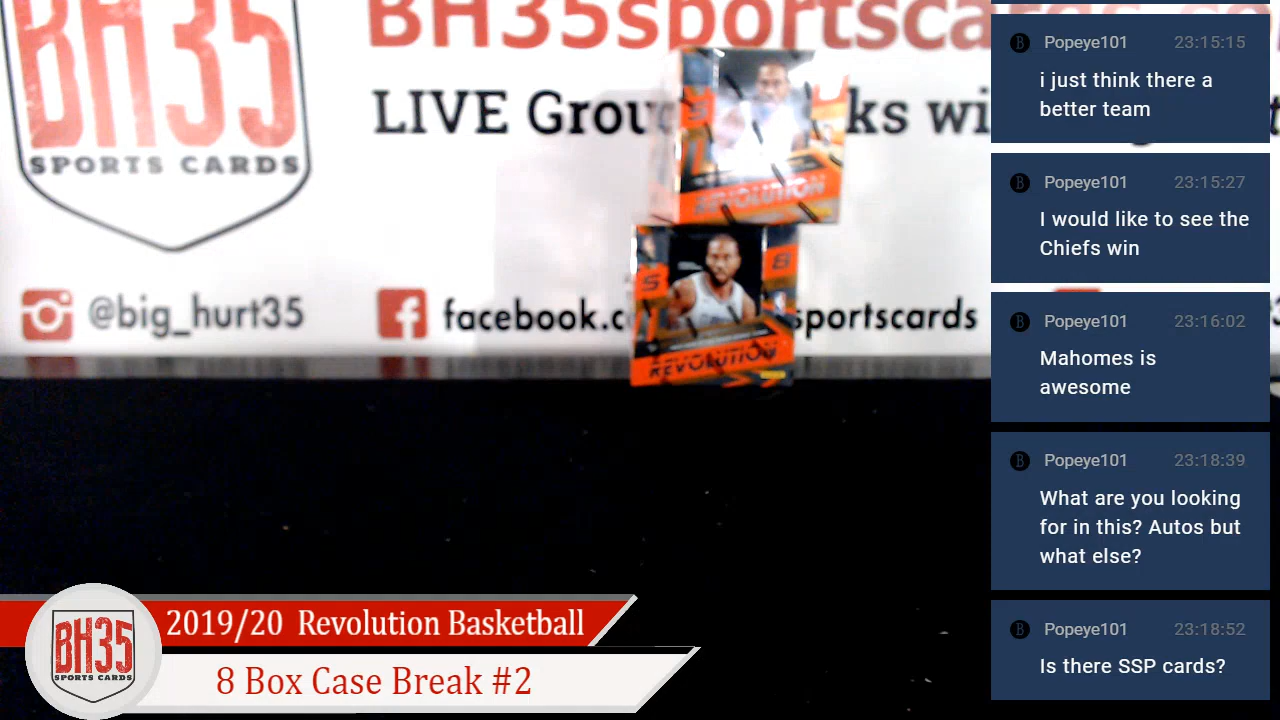 BH35
SPORTS CARDS
BH35sportscards.co
LIVE Grou ks wi
@big_hurt35
facebook.c sportscards
REVOLUTION
5 8
REVOLUTION
BH35
SPORTS CARDS
2019/20 Revolution Basketball
8 Box Case Break #2
Popeye101 23:15:15
i just think there a
better team
Popeye101 23:15:27
I would like to see the
Chiefs win
Popeye101 23:16:02
Mahomes is
awesome
Popeye101 23:18:39
What are you looking
for in this? Autos but
what else?
Popeye101 23:18:52
Is there SSP cards?